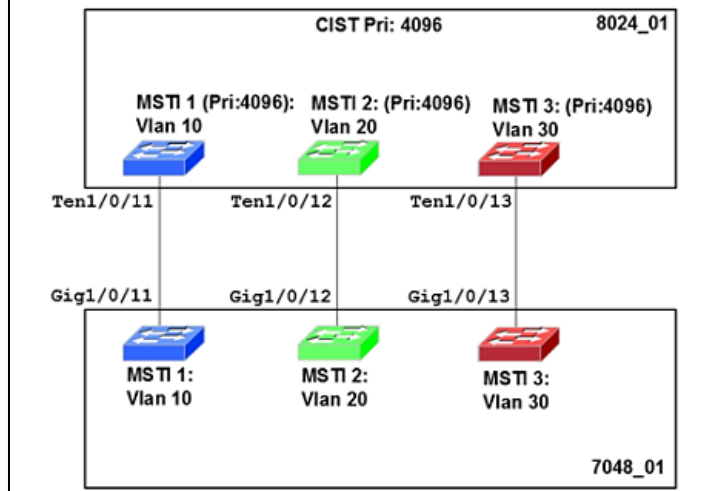 CIST Pri: 4096
8024_01
MSTI 1 (Pri:4096):
Vlan 10
MSTI 2: (Pri:4096)
Vlan 20
MSTI 3: (Pri:4096)
Vlan 30
Ten1/0/11
Ten1/0/12
Ten1/0/13
Gig1/0/11
Gig1/0/12
Gig1/0/13
MSTI 1:
Vlan 10
MSTI 2:
Vlan 20
MSTI 3:
Vlan 30
7048_01